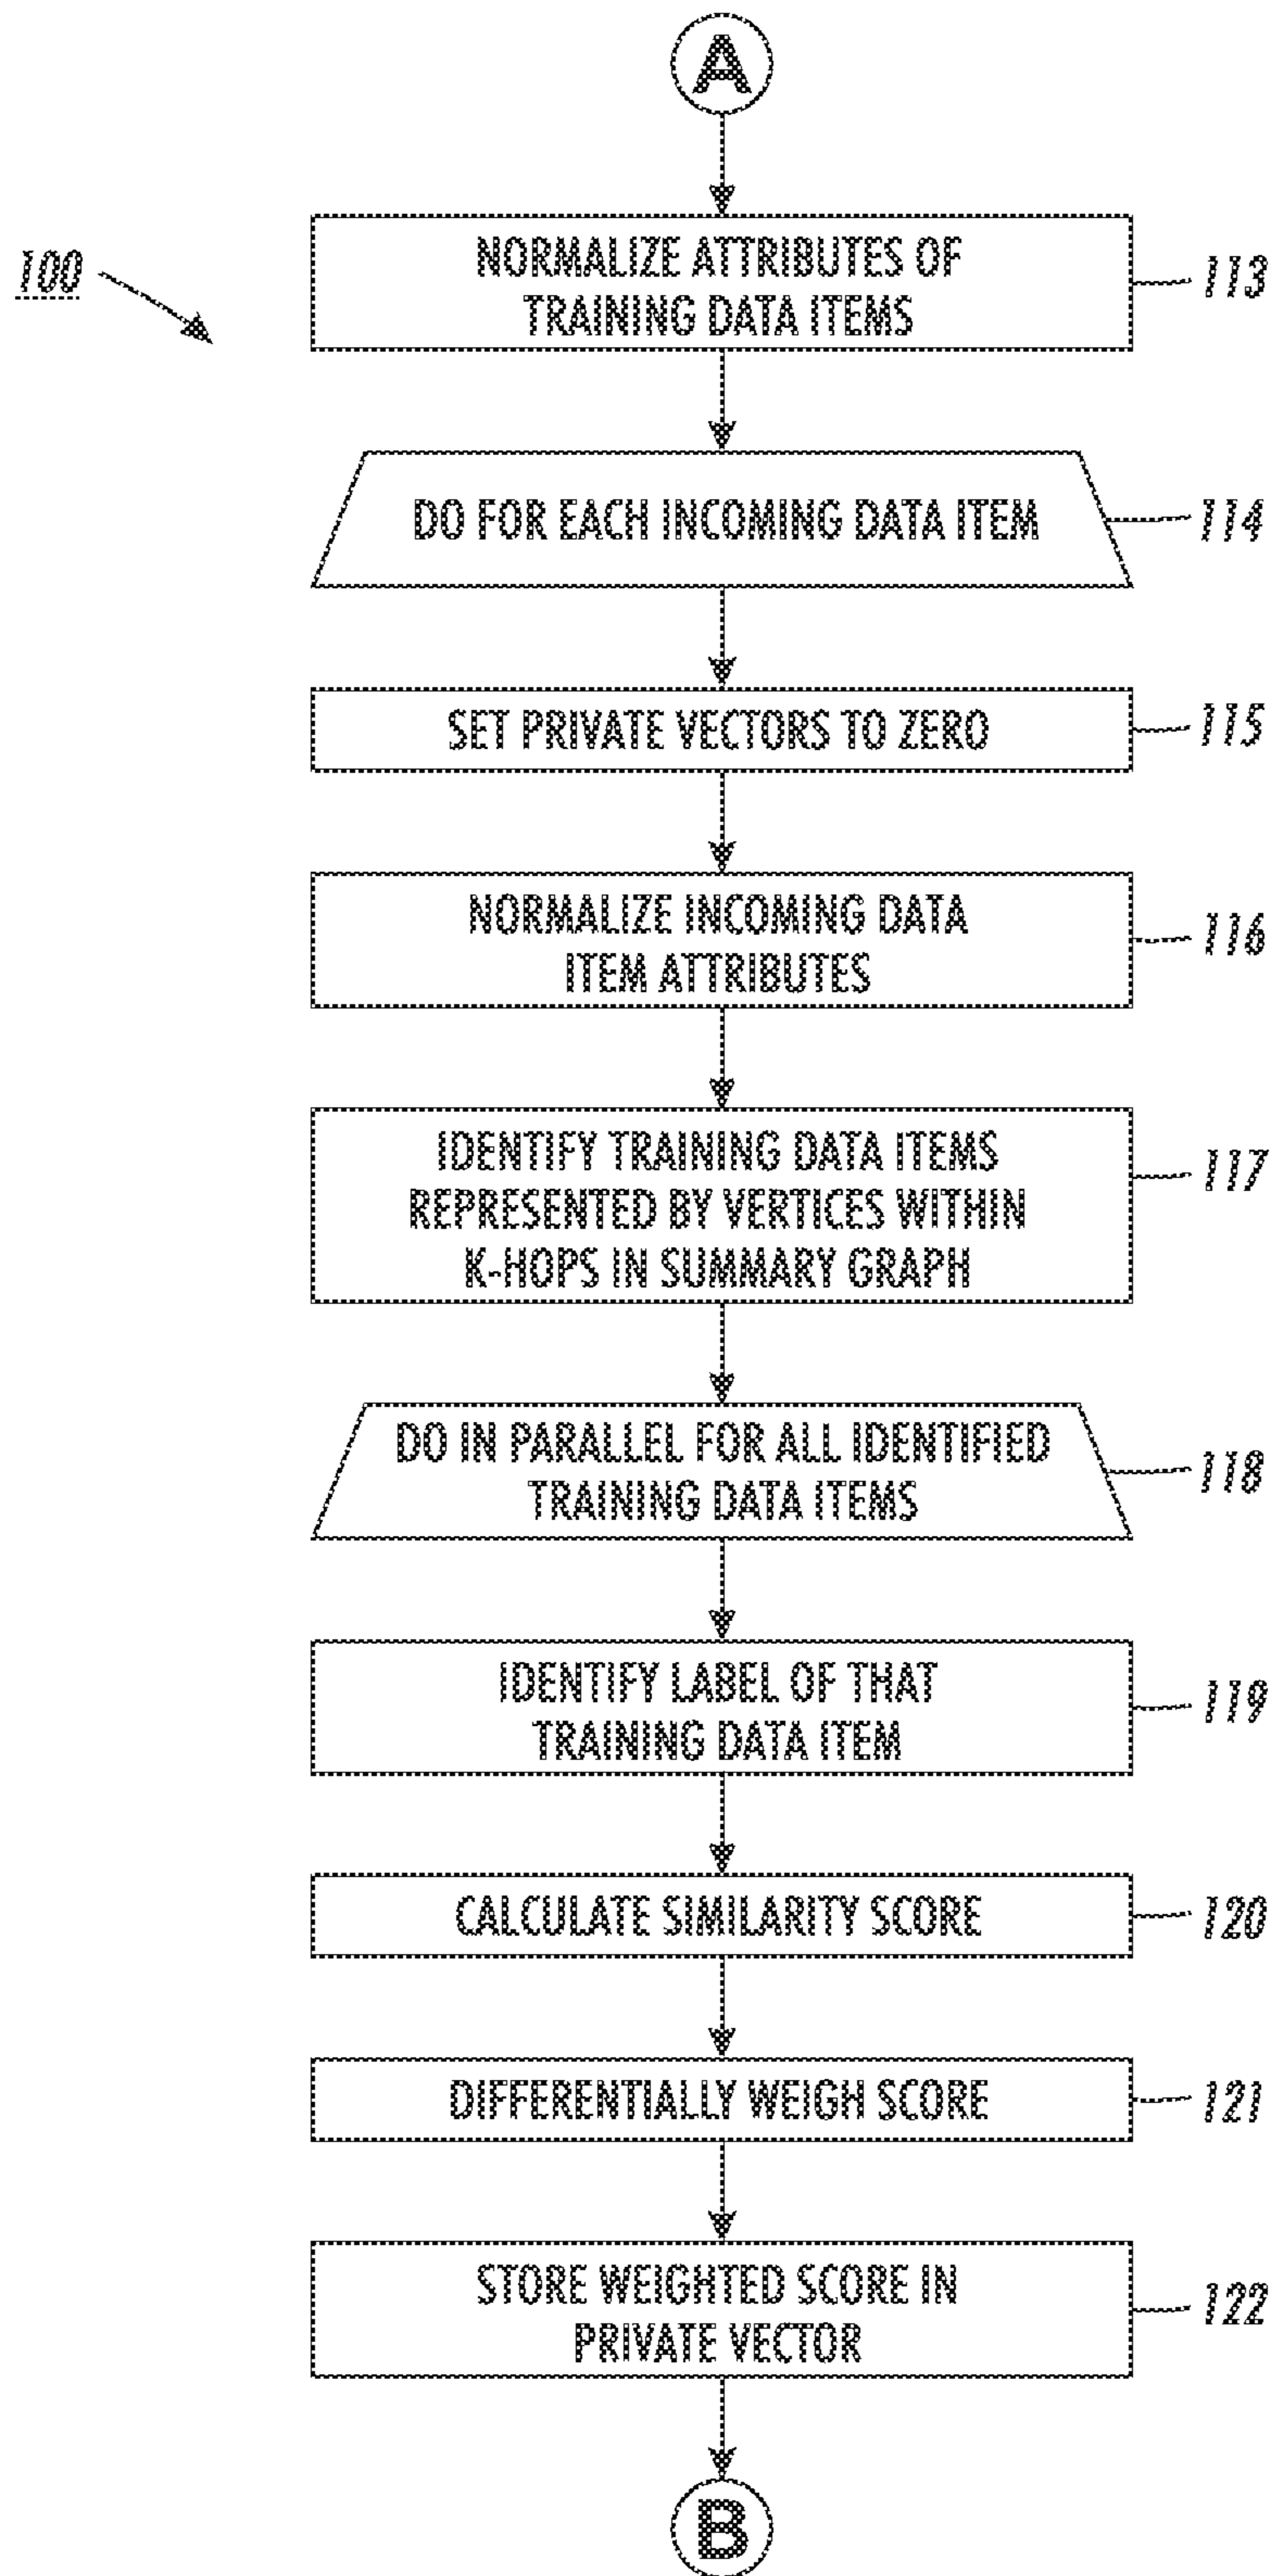 A
100
NORMALIZE ATTRIBUTES OF
TRAINING DATA ITEMS
113
DO FOR EACH INCOMING DATA ITEM
114
SET PRIVATE VECTORS TO ZERO
115
NORMALIZE INCOMING DATA
ITEM ATTRIBUTES
116
IDENTIFY TRAINING DATA ITEMS
REPRESENTED BY VERTICES WITHIN
K-HOPS IN SUMMARY GRAPH
117
DO IN PARALLEL FOR ALL IDENTIFIED
TRAINING DATA ITEMS
118
IDENTIFY LABEL OF THAT
TRAINING DATA ITEM
119
CALCULATE SIMILARITY SCORE
120
DIFFERENTIALLY WEIGH SCORE
121
STORE WEIGHTED SCORE IN
PRIVATE VECTOR
122
B